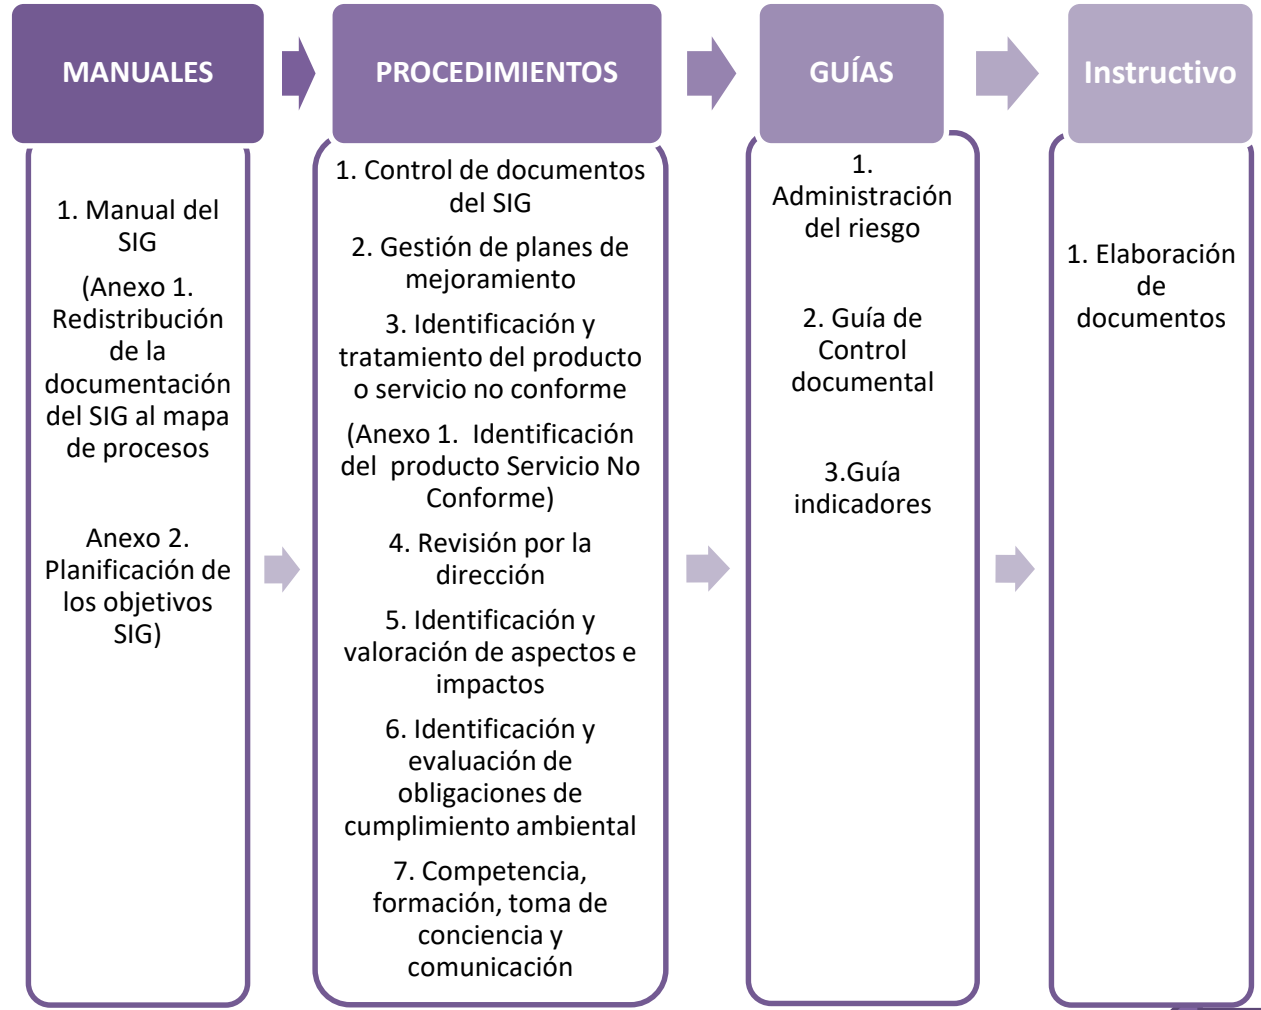 MANUALES
1. Manual del
SIG
(Anexo 1.
Redistribución
de la
documentación
del SIG al mapa
de procesos
Anexo 2.
Planificación de
los objetivos
SIG)
PROCEDIMIENTOS
1. Control de documentos
del SIG
2. Gestión de planes de
mejoramiento
3. Identificación y
tratamiento del producto
o servicio no conforme
(Anexo 1.  Identificación
del  producto Servicio No
Conforme)
4. Revisión por la
dirección
5. Identificación y
valoración de aspectos e
impactos
6. Identificación y
evaluación de
obligaciones de
cumplimiento ambiental
7. Competencia,
formación, toma de
conciencia y
comunicación
GUÍAS
1.
Administración
del riesgo
2. Guía de
Control
documental
3.Guía
indicadores
Instructivo
1. Elaboración
de
documentos